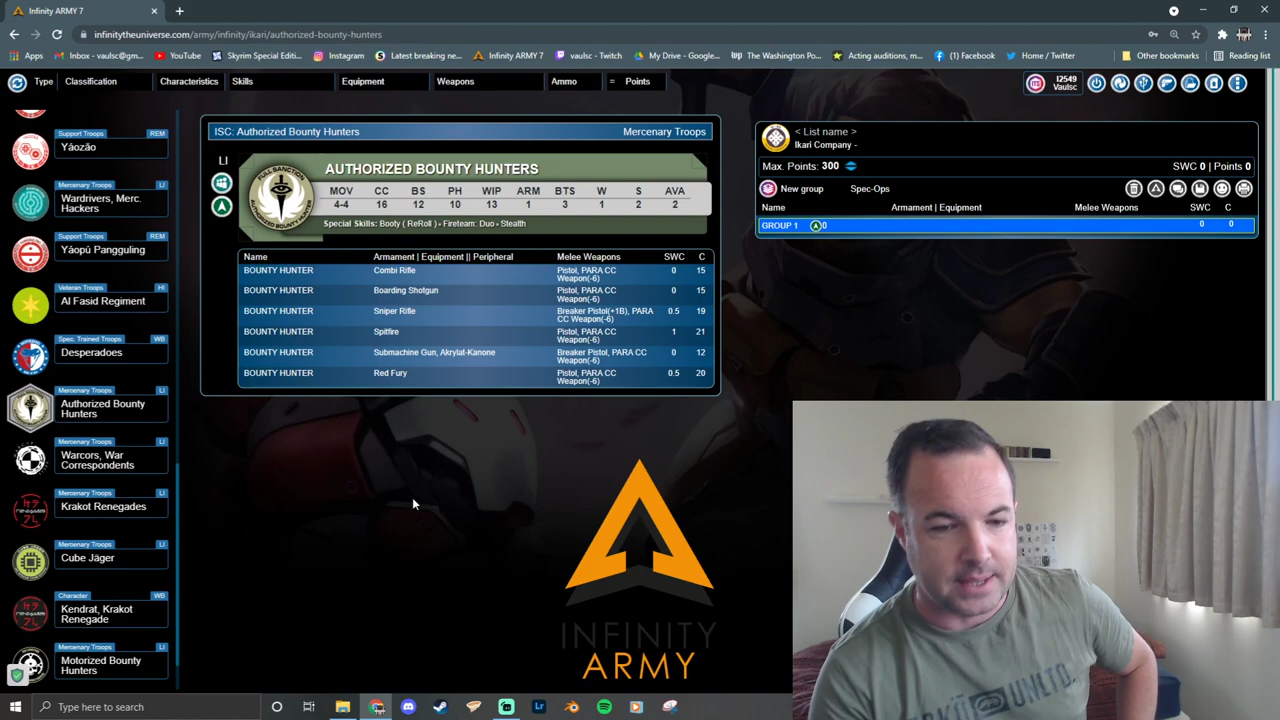 Infinity ARMY 7
infinitytheuniverse.com/army/infinity/ikari/authorized-bounty-hunters
Apps
Inbox - vaulsc@g...
YouTube
Skyrim Special Editi...
Instagram
Latest breaking ne...
Infinity ARMY 7
vaulsc - Twitch
My Drive - Google...
The Washington Po...
Acting auditions, m...
(1) Facebook
Home / Twitter
Other bookmarks
Reading list
Type Classification Characteristics Skills Equipment Weapons Ammo = Points
12549
Vaulsc
Support Troops REM
Yáozăo
Mercenary Troops LI
Wardrivers, Merc.
Hackers
Support Troops REM
Yáopú Pangguling
Veteran Troops HI
Al Fasid Regiment
Spec. Trained Troops WB
Desperadoes
Mercenary Troops LI
Authorized Bounty
Hunters
Mercenary Troops LI
Warcors, War
Correspondents
Mercenary Troops LI
Krakot Renegades
Mercenary Troops LI
Cube Jäger
Character WB
Kendrat, Krakot
Renegade
Mercenary Troops LI
Motorized Bounty
Hunters
ISC: Authorized Bounty Hunters Mercenary Troops
LI
FULL SANCTION
AUTHORIZED BOUNTY HUNTERS
AUTHORIZED BOUNTY HUNTERS
MOV CC BS PH WIP ARM BTS W S AVA
4-4 16 12 10 13 1 3 1 2 2
Special Skills: Booty ( ReRoll ) • Fireteam: Duo • Stealth
Name Armament | Equipment || Peripheral Melee Weapons SWC C
BOUNTY HUNTER Combi Rifle Pistol, PARA CC Weapon(-6) 0 15
BOUNTY HUNTER Boarding Shotgun Pistol, PARA CC Weapon(-6) 0 15
BOUNTY HUNTER Sniper Rifle Breaker Pistol(+1B), PARA CC Weapon(-6) 0.5 19
BOUNTY HUNTER Spitfire Pistol, PARA CC Weapon(-6) 1 21
BOUNTY HUNTER Submachine Gun, Akrylat-Kanone Breaker Pistol, PARA CC Weapon(-6) 0 12
BOUNTY HUNTER Red Fury Pistol, PARA CC Weapon(-6) 0.5 20
< List name >
Ikari Company -
Max. Points: 300 SWC 0 | Points 0
New group Spec-Ops
Name Armament | Equipment Melee Weapons SWC C
GROUP 1 0 0 0
INFINITY
ARMY
UNLTD.
Type here to search